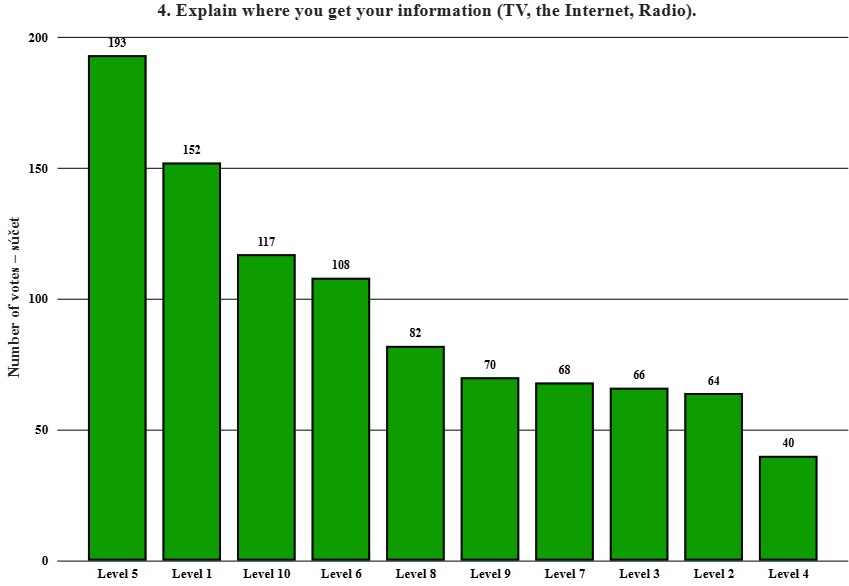 4. Explain where you get your information (TV, the Internet, Radio).
Number of votes – súčet
200
150
100
50
0
193
152
117
108
82
70
68
66
64
40
Level 5
Level 1
Level 10
Level 6
Level 8
Level 9
Level 7
Level 3
Level 2
Level 4